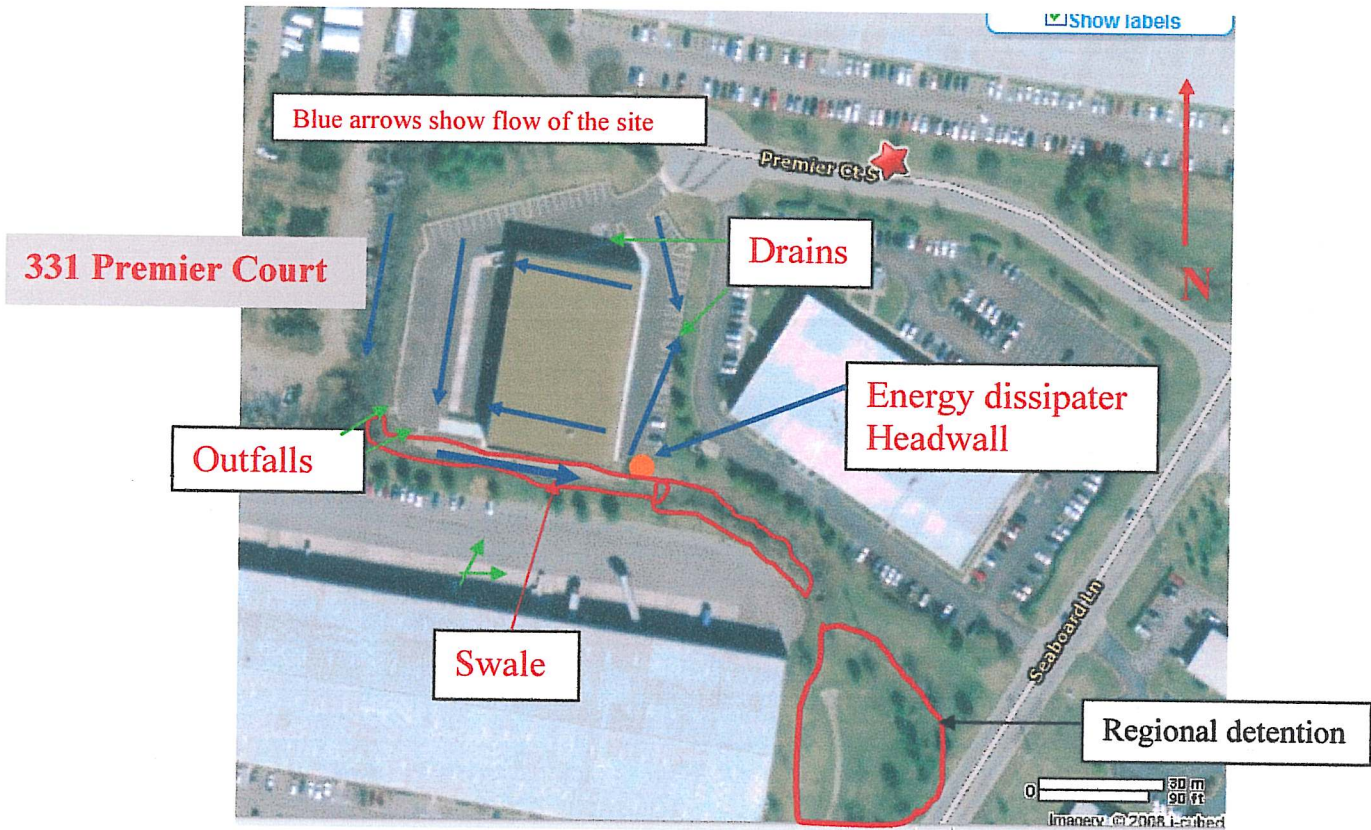 Show labels
Blue arrows show flow of the site
Premier Ct S
331 Premier Court
Drains
N
Energy dissipater
Headwall
Outfalls
Swale
Seaboard Ln
Regional detention
0 30 m
90 ft
Imagery © 2008 i-cubed